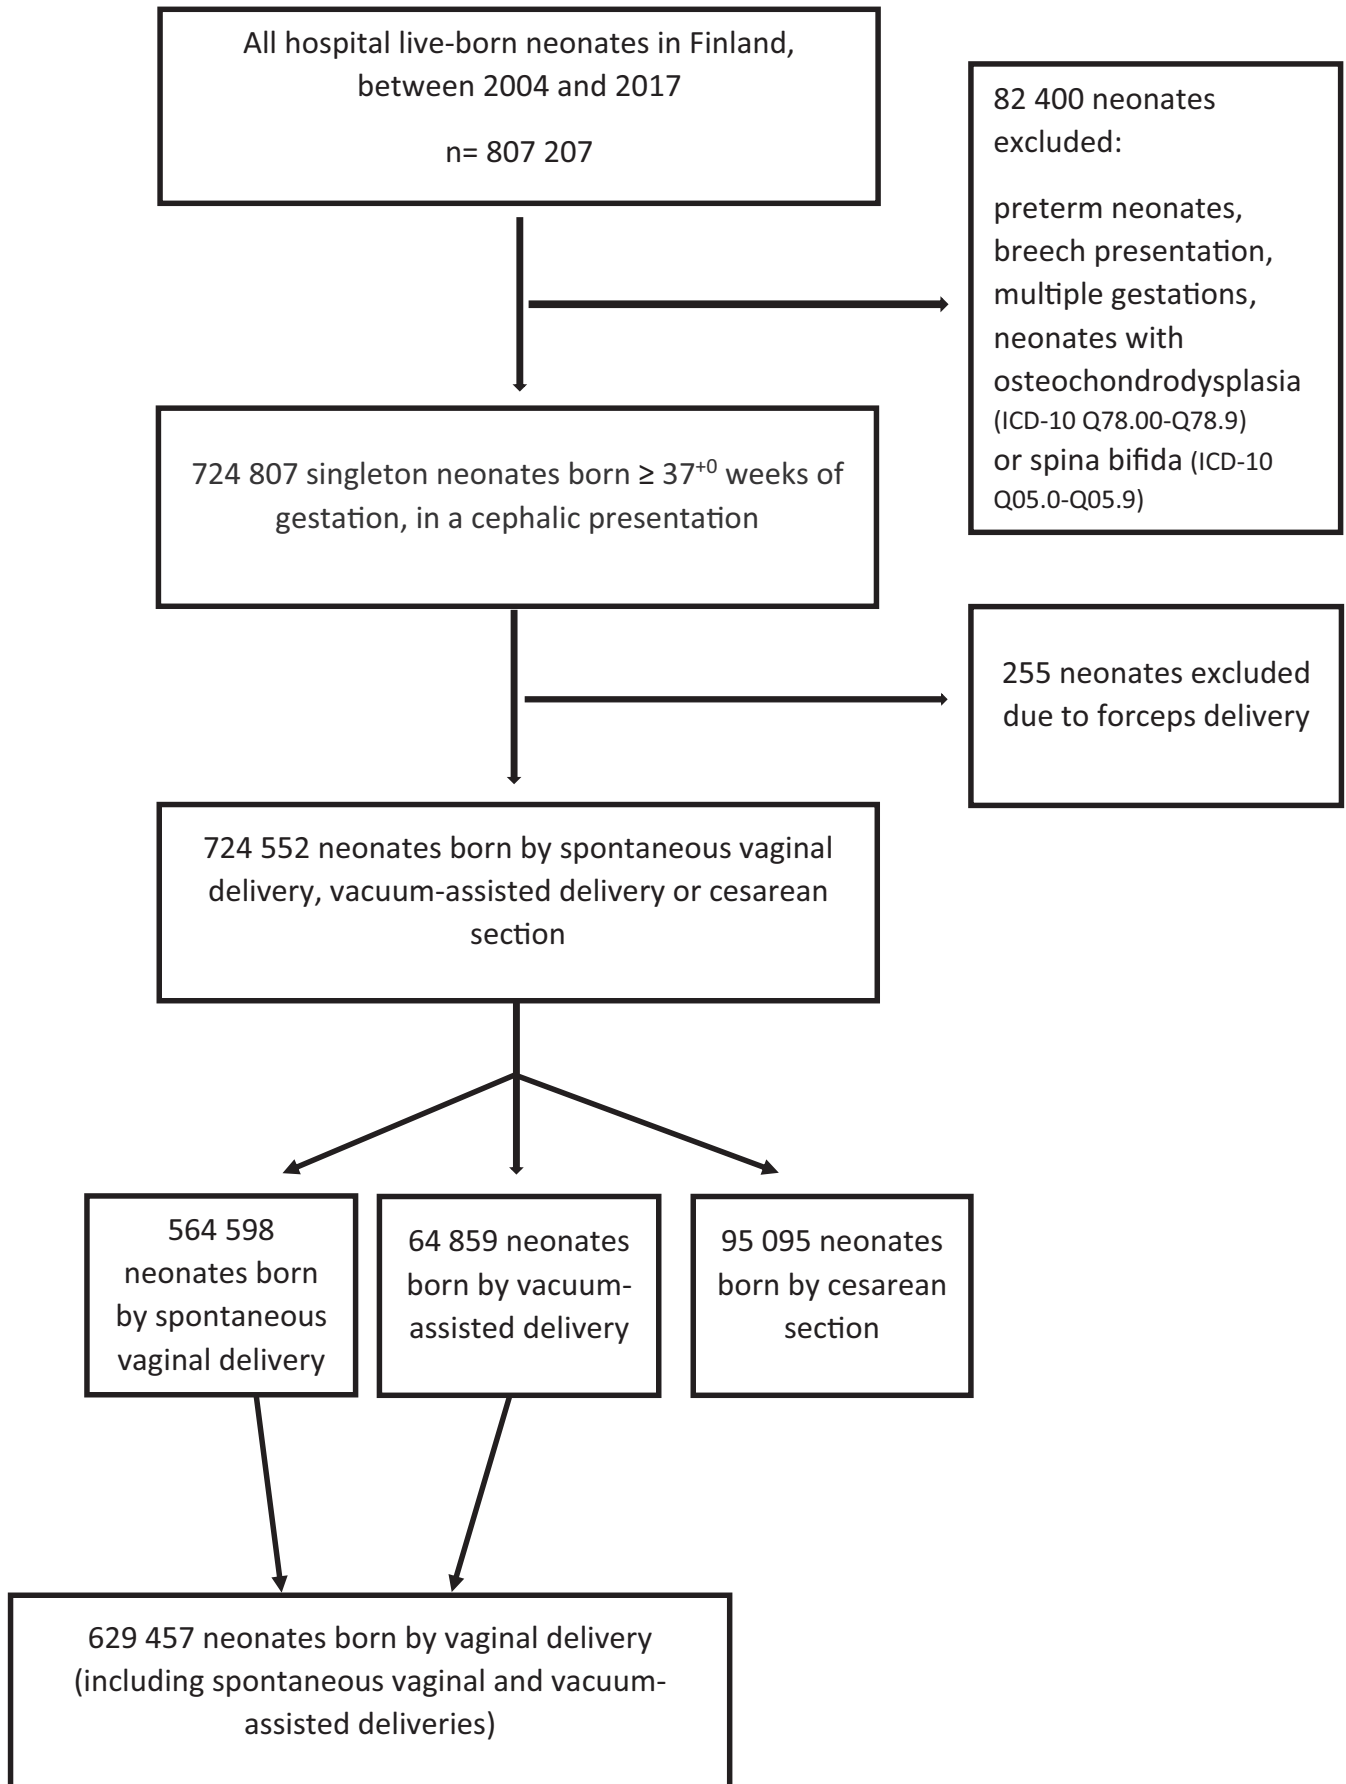 All hospital live-born neonates in Finland,
between 2004 and 2017
n= 807 207
82 400 neonates
excluded:
preterm neonates,
breech presentation,
multiple gestations,
neonates with
osteochondrodysplasia
(ICD-10 Q78.00-Q78.9)
or spina bifida (ICD-10
Q05.0-Q05.9)
724 807 singleton neonates born ≥ 37⁺⁰ weeks of
gestation, in a cephalic presentation
255 neonates excluded
due to forceps delivery
724 552 neonates born by spontaneous vaginal
delivery, vacuum-assisted delivery or cesarean
section
564 598
neonates born
by spontaneous
vaginal delivery
64 859 neonates
born by vacuum-
assisted delivery
95 095 neonates
born by cesarean
section
629 457 neonates born by vaginal delivery
(including spontaneous vaginal and vacuum-
assisted deliveries)